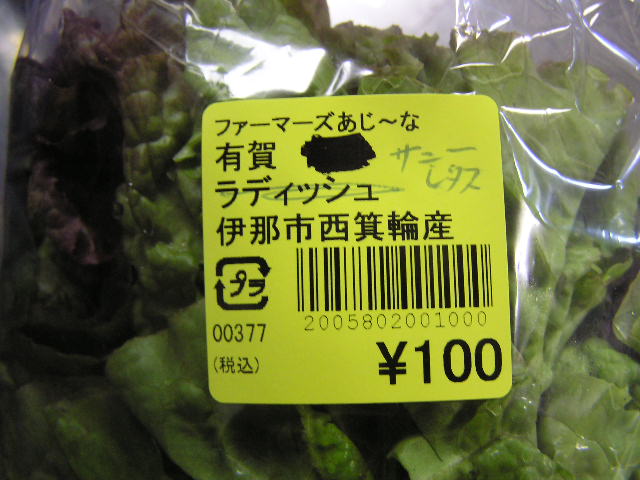 ファーマーズあじ～な
有賀
サニー
レタス
ラディッシュ
伊那市西箕輪産
プラ
2005802001000
00377
(税込)
¥100